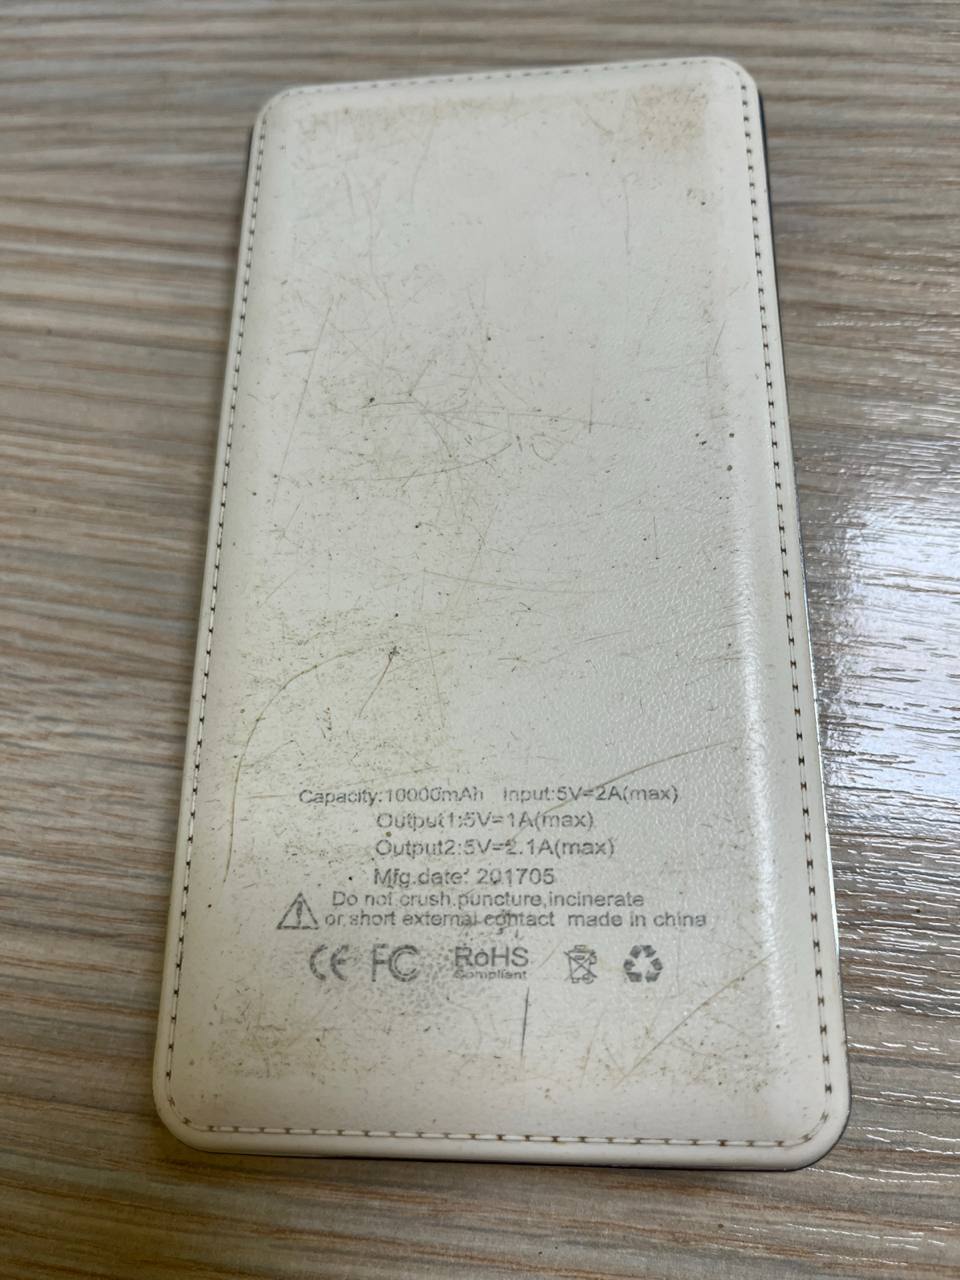 Capacity:10000mAh Input:5V=2A(max)
Output1:5V=1A(max)
Output2:5V=2.1A(max)
Mfg.date: 201705
Do not crush,puncture,incinerate
or short external contact made in china
CE FC RoHS
Compliant